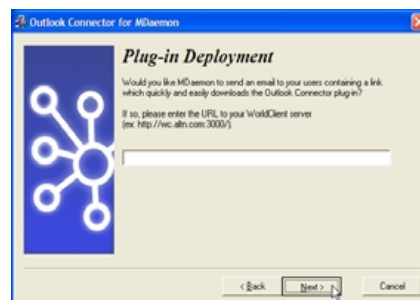 Outlook Connector for MDaemon
Plug-in Deployment
Would you like MDaemon to send an email to your users containing a link
which quickly and easily downloads the Outlook Connector plug-in?
If so, please enter the URL to your WorldClient server
(ex: http://wc.altn.com:3000/)
< Back
Next >
Cancel